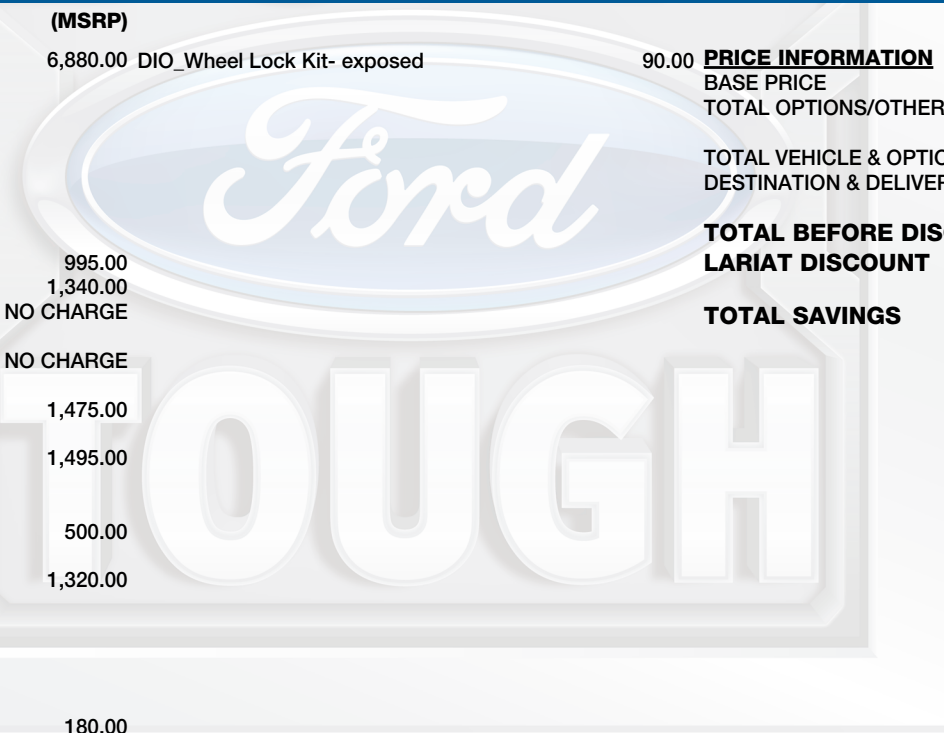 (MSRP)
6,880.00 DIO_Wheel Lock Kit- exposed 90.00 PRICE INFORMATION
BASE PRICE
TOTAL OPTIONS/OTHER
TOTAL VEHICLE & OPTIO
DESTINATION & DELIVER
TOTAL BEFORE DISC
995.00 LARIAT DISCOUNT
1,340.00
NO CHARGE
TOTAL SAVINGS
NO CHARGE
1,475.00
1,495.00
500.00
1,320.00
180.00
Ford
TOUGH